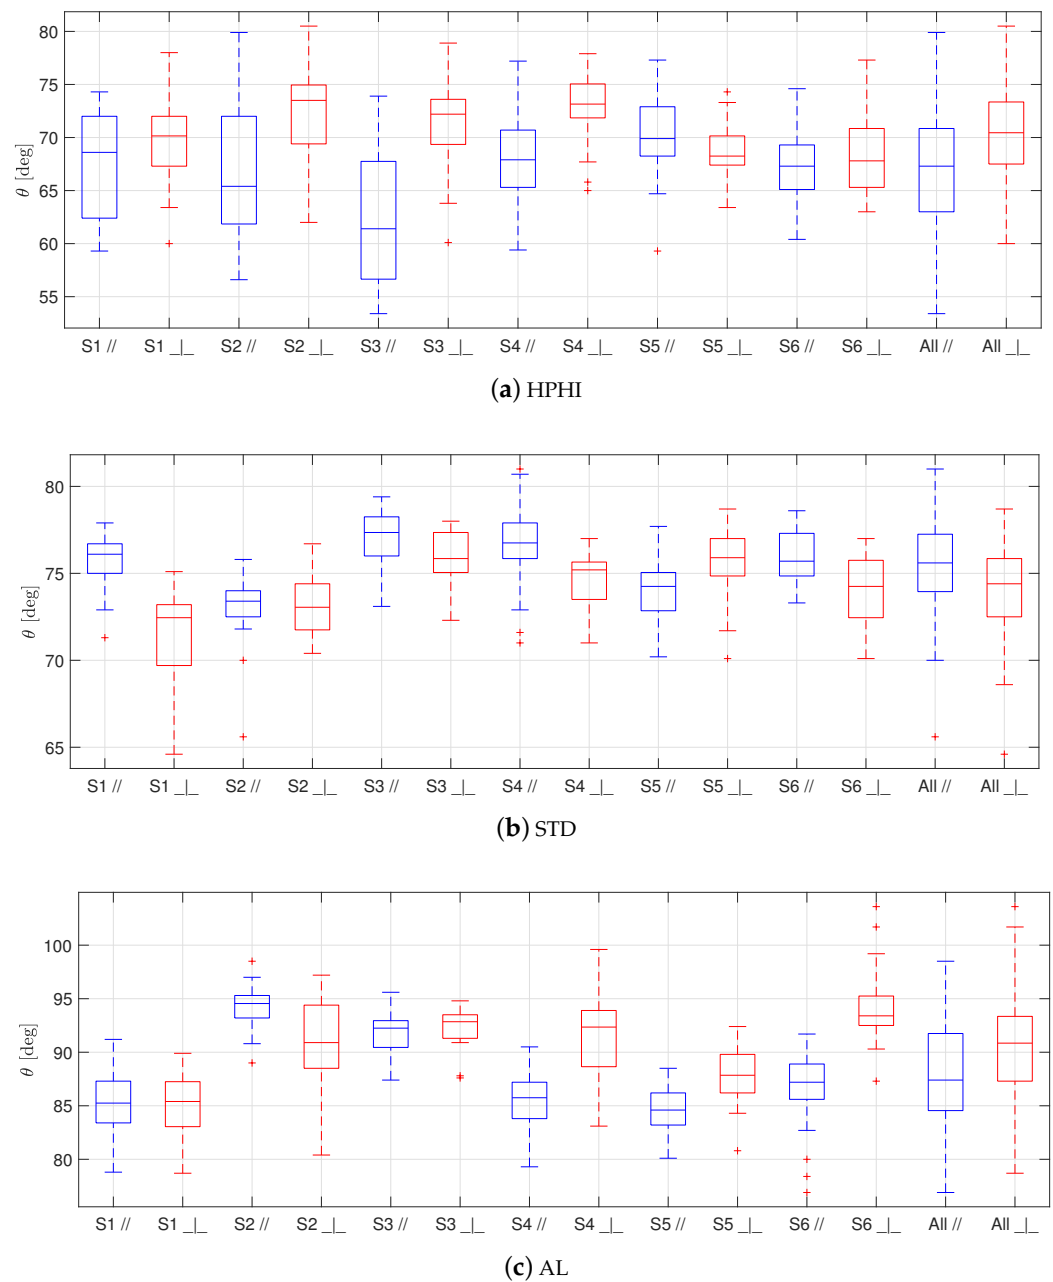 80
75
70
65
60
55
θ [deg]
S1 // S1 _|_ S2 // S2 _|_ S3 // S3 _|_ S4 // S4 _|_ S5 // S5 _|_ S6 // S6 _|_ All // All _|_
(a) HPHI
80
75
70
65
θ [deg]
S1 // S1 _|_ S2 // S2 _|_ S3 // S3 _|_ S4 // S4 _|_ S5 // S5 _|_ S6 // S6 _|_ All // All _|_
(b) STD
100
95
90
85
80
θ [deg]
S1 // S1 _|_ S2 // S2 _|_ S3 // S3 _|_ S4 // S4 _|_ S5 // S5 _|_ S6 // S6 _|_ All // All _|_
(c) AL